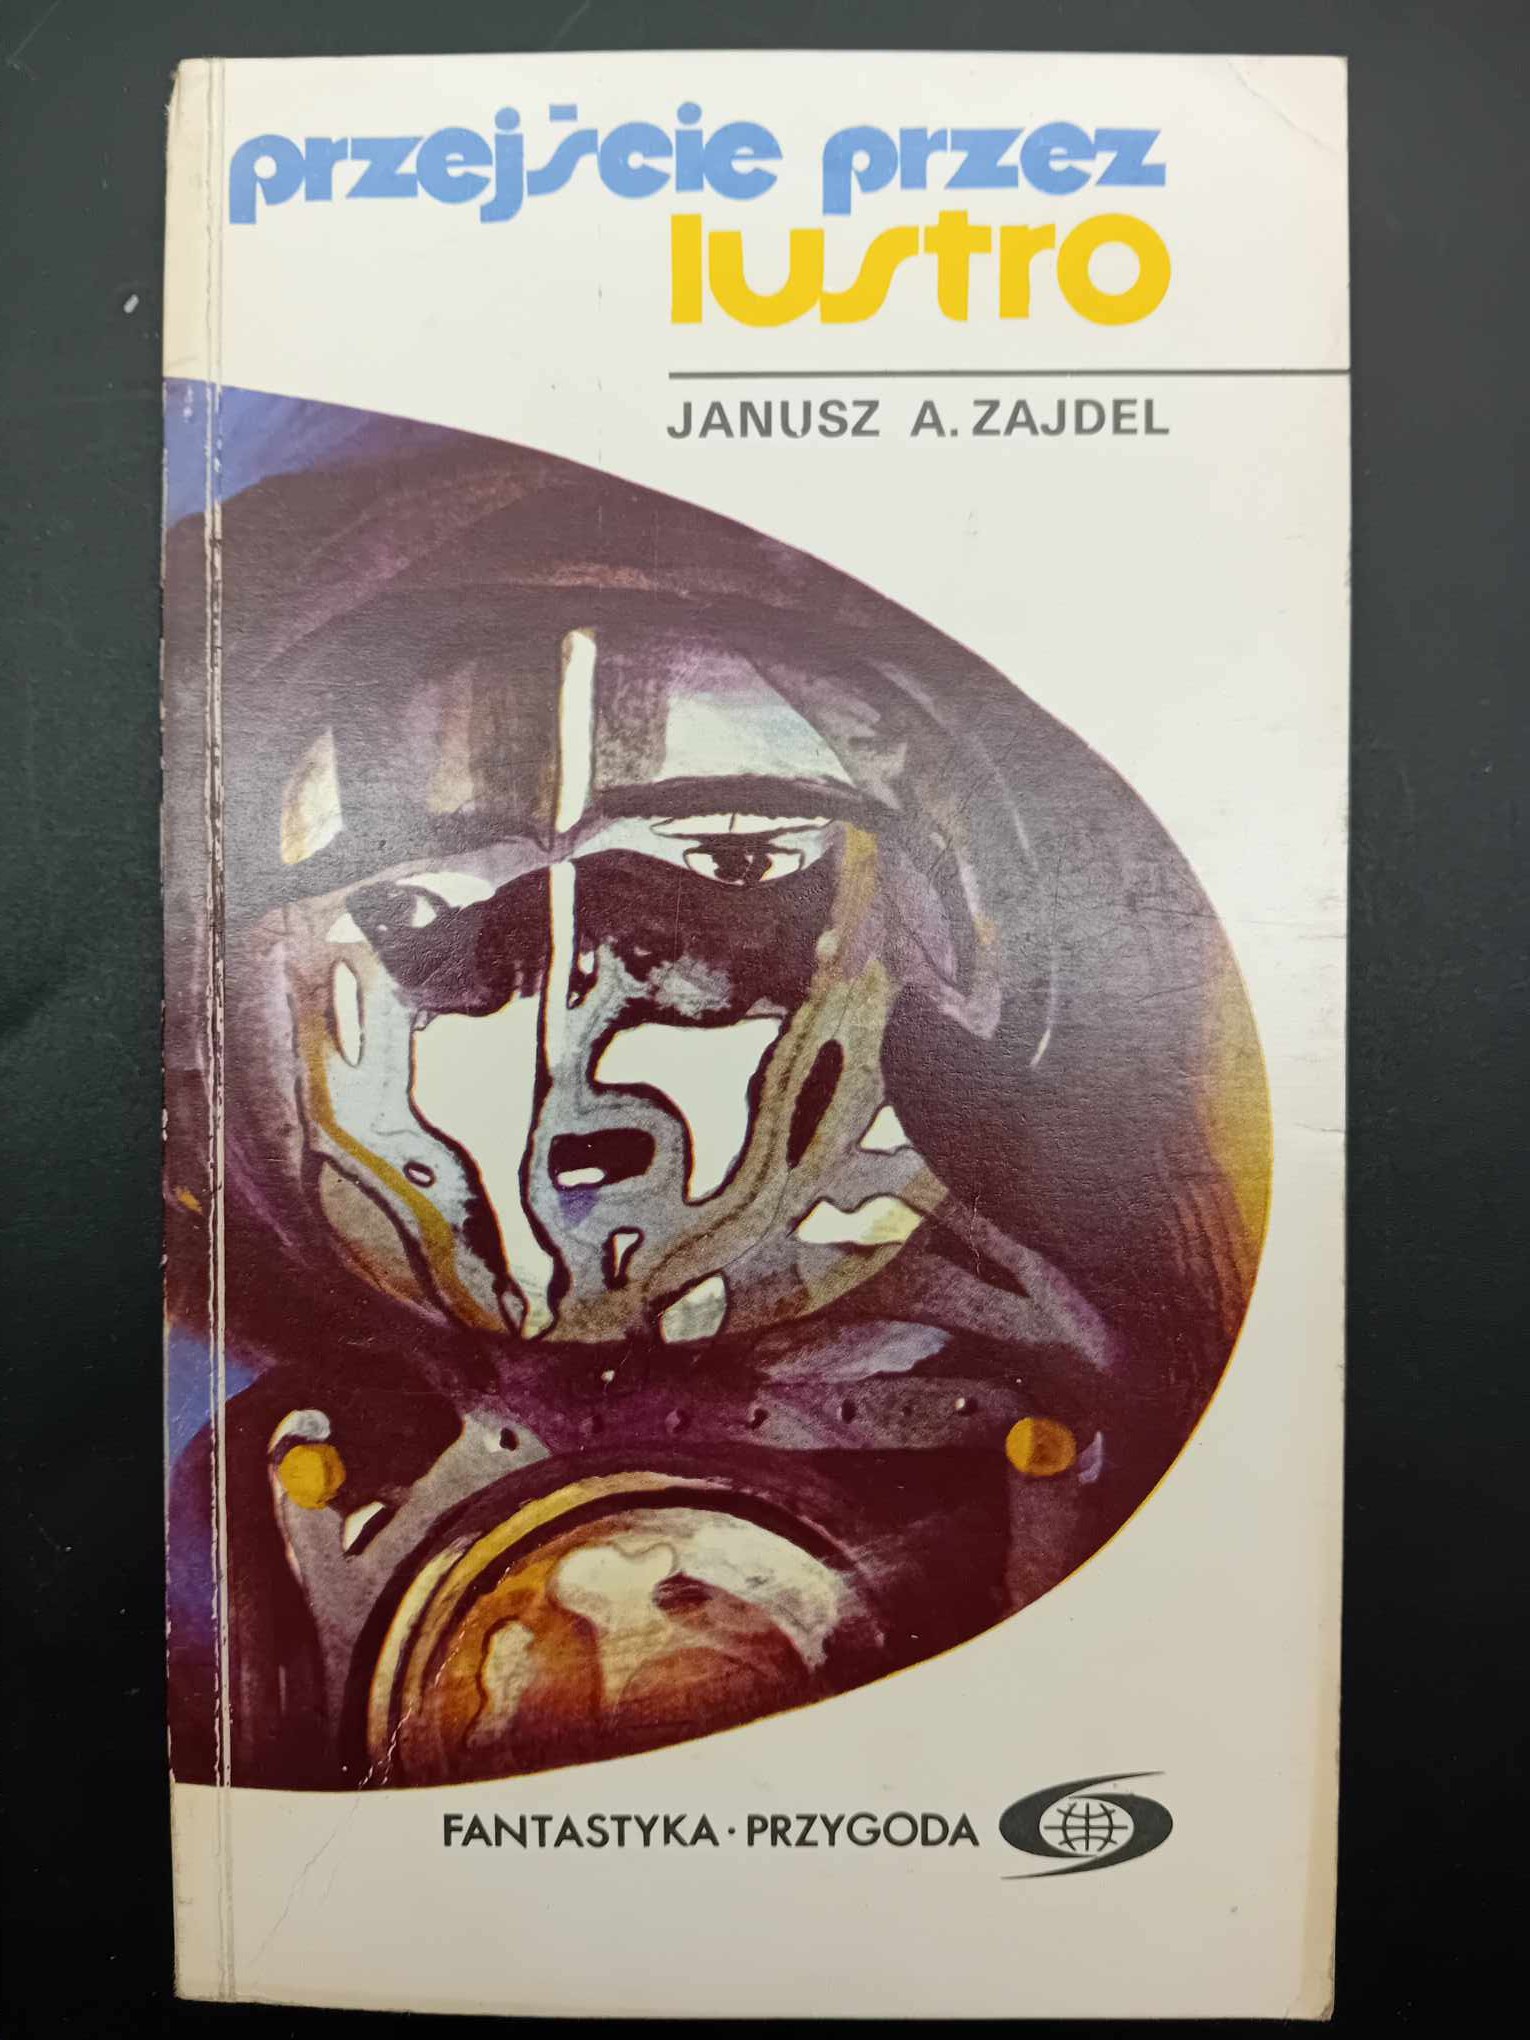 przejście przez
lustro
JANUSZ A. ZAJDEL
FANTASTYKA · PRZYGODA